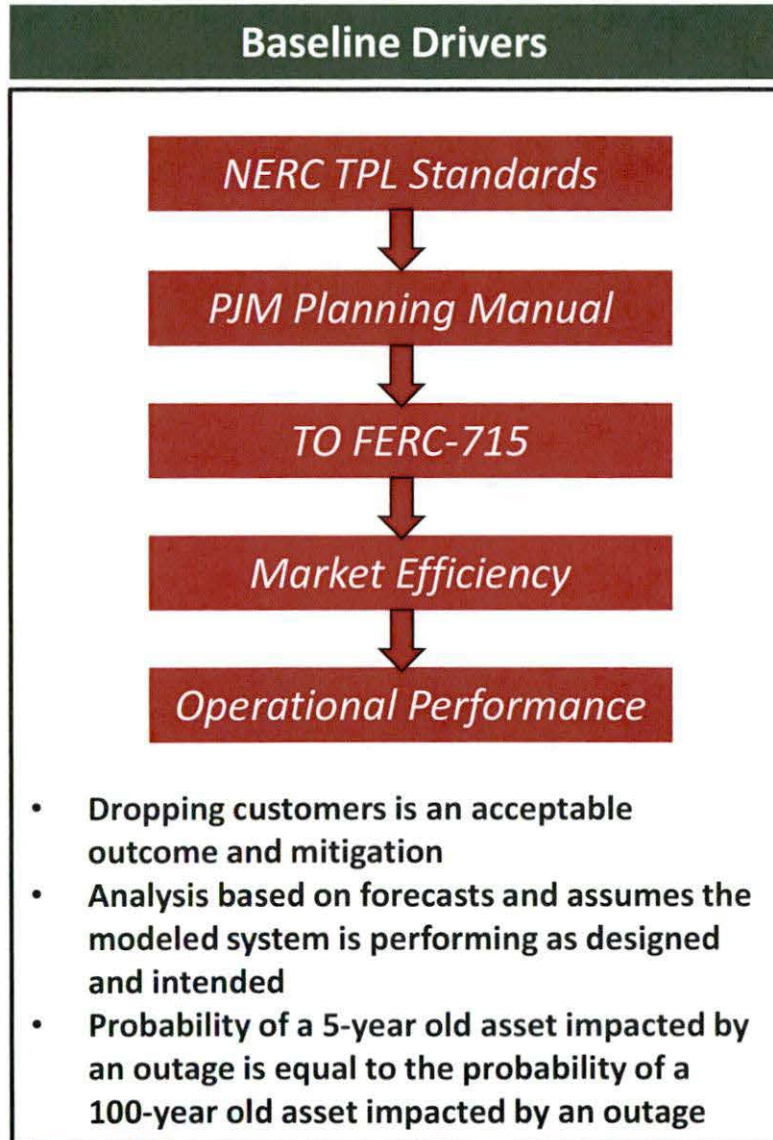 Baseline Drivers
NERC TPL Standards
PJM Planning Manual
TO FERC-715
Market Efficiency
Operational Performance
• Dropping customers is an acceptable
outcome and mitigation
• Analysis based on forecasts and assumes the
modeled system is performing as designed
and intended
• Probability of a 5-year old asset impacted by
an outage is equal to the probability of a
100-year old asset impacted by an outage